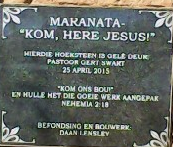 MARANATA-
"KOM, HERE JESUS!"
HIERDIE HOEKSTEEN IS GELÊ DEUR:
PASTOOR GERT SWART
25 APRIL 2015
"KOM ONS BOU!"
EN HULLE MET DIE GOEIE WERK AANGEPAK
NEHEMIA 2:18
BEFONDSING EN BOUWERK:
DAAN LENSLEY